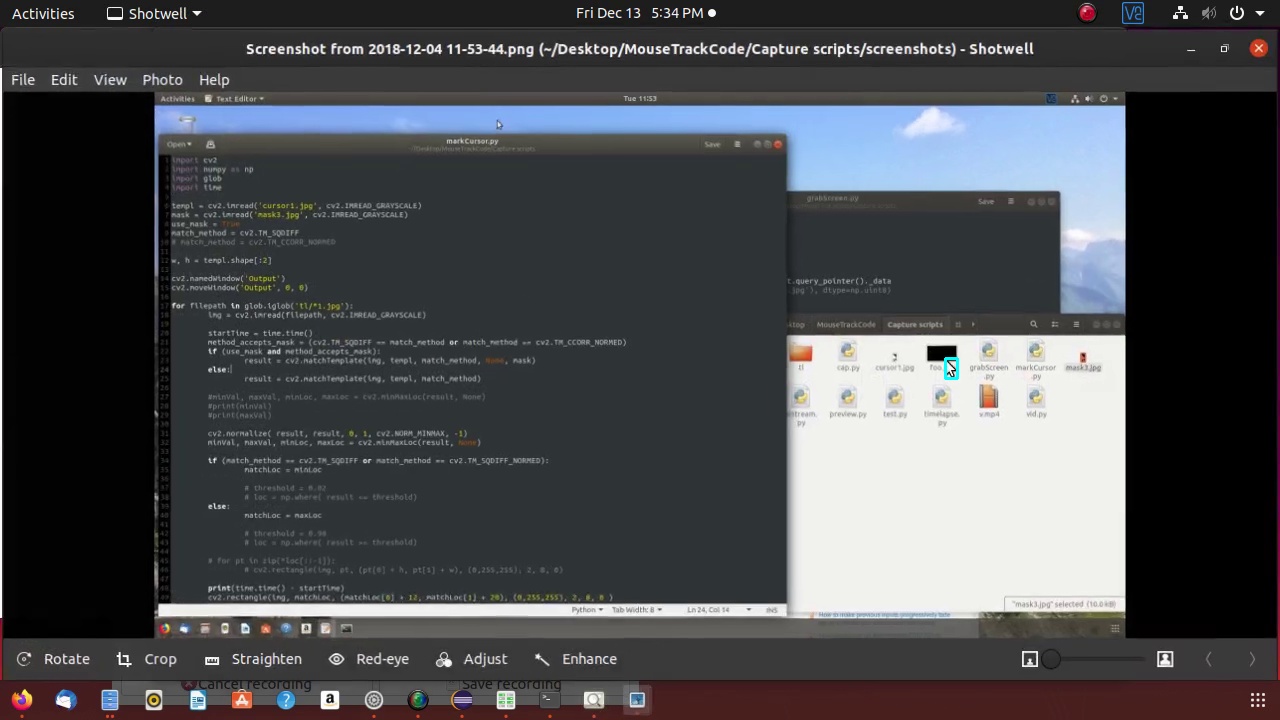 Activities Shotwell Fri Dec 13 5:34 PM
Screenshot from 2018-12-04 11-53-44.png (~/Desktop/MouseTrackCode/Capture scripts/screenshots) - Shotwell
File Edit View Photo Help
Activities Text Editor Tue 11:53
Open markCursor.py Save
~/Desktop/MouseTrackCode/Capture scripts
import cv2
import numpy as np
import glob
import time
templ = cv2.imread('cursor1.jpg', cv2.IMREAD_GRAYSCALE)
mask = cv2.imread('mask3.jpg', cv2.IMREAD_GRAYSCALE)
use_mask = True
match_method = cv2.TM_SQDIFF
# match_method = cv2.TM_CCORR_NORMED
w, h = templ.shape[:2]
cv2.namedWindow('Output')
cv2.moveWindow('Output', 0, 0)
for filepath in glob.iglob('tl/*1.jpg'):
img = cv2.imread(filepath, cv2.IMREAD_GRAYSCALE)
startTime = time.time()
method_accepts_mask = (cv2.TM_SQDIFF == match_method or match_method == cv2.TM_CCORR_NORMED)
if (use_mask and method_accepts_mask):
result = cv2.matchTemplate(img, templ, match_method, None, mask)
else:
result = cv2.matchTemplate(img, templ, match_method)
#minVal, maxVal, minLoc, maxLoc = cv2.minMaxLoc(result, None)
#print(minVal)
#print(maxVal)
cv2.normalize( result, result, 0, 1, cv2.NORM_MINMAX, -1)
minVal, maxVal, minLoc, maxLoc = cv2.minMaxLoc(result, None)
if (match_method == cv2.TM_SQDIFF or match_method == cv2.TM_SQDIFF_NORMED):
matchLoc = minLoc
# threshold = 0.02
# loc = np.where( result <= threshold)
else:
matchLoc = maxLoc
# threshold = 0.98
# loc = np.where( result >= threshold)
# for pt in zip(*loc[::-1]):
# cv2.rectangle(img, pt, (pt[0] + h, pt[1] + w), (0,255,255), 2, 8, 0)
print(time.time() - startTime)
cv2.rectangle(img, matchLoc, (matchLoc[0] + 12, matchLoc[1] + 20), (0,255,255), 2, 8, 0 )
Python Tab Width: 8 Ln 24, Col 14 INS
grabScreen.py Save
t.query_pointer()._data
.jpg'), dtype=np.uint8)
ktop MouseTrackCode Capture scripts
tl cap.py cursor1.jpg foo. grabScreen.py markCursor.py mask3.jpg
stream.py preview.py test.py timelapse.py v.mp4 vid.py
"mask3.jpg" selected (10.0 kB)
Rotate Crop Straighten Red-eye Adjust Enhance
Cancel recording Save recording